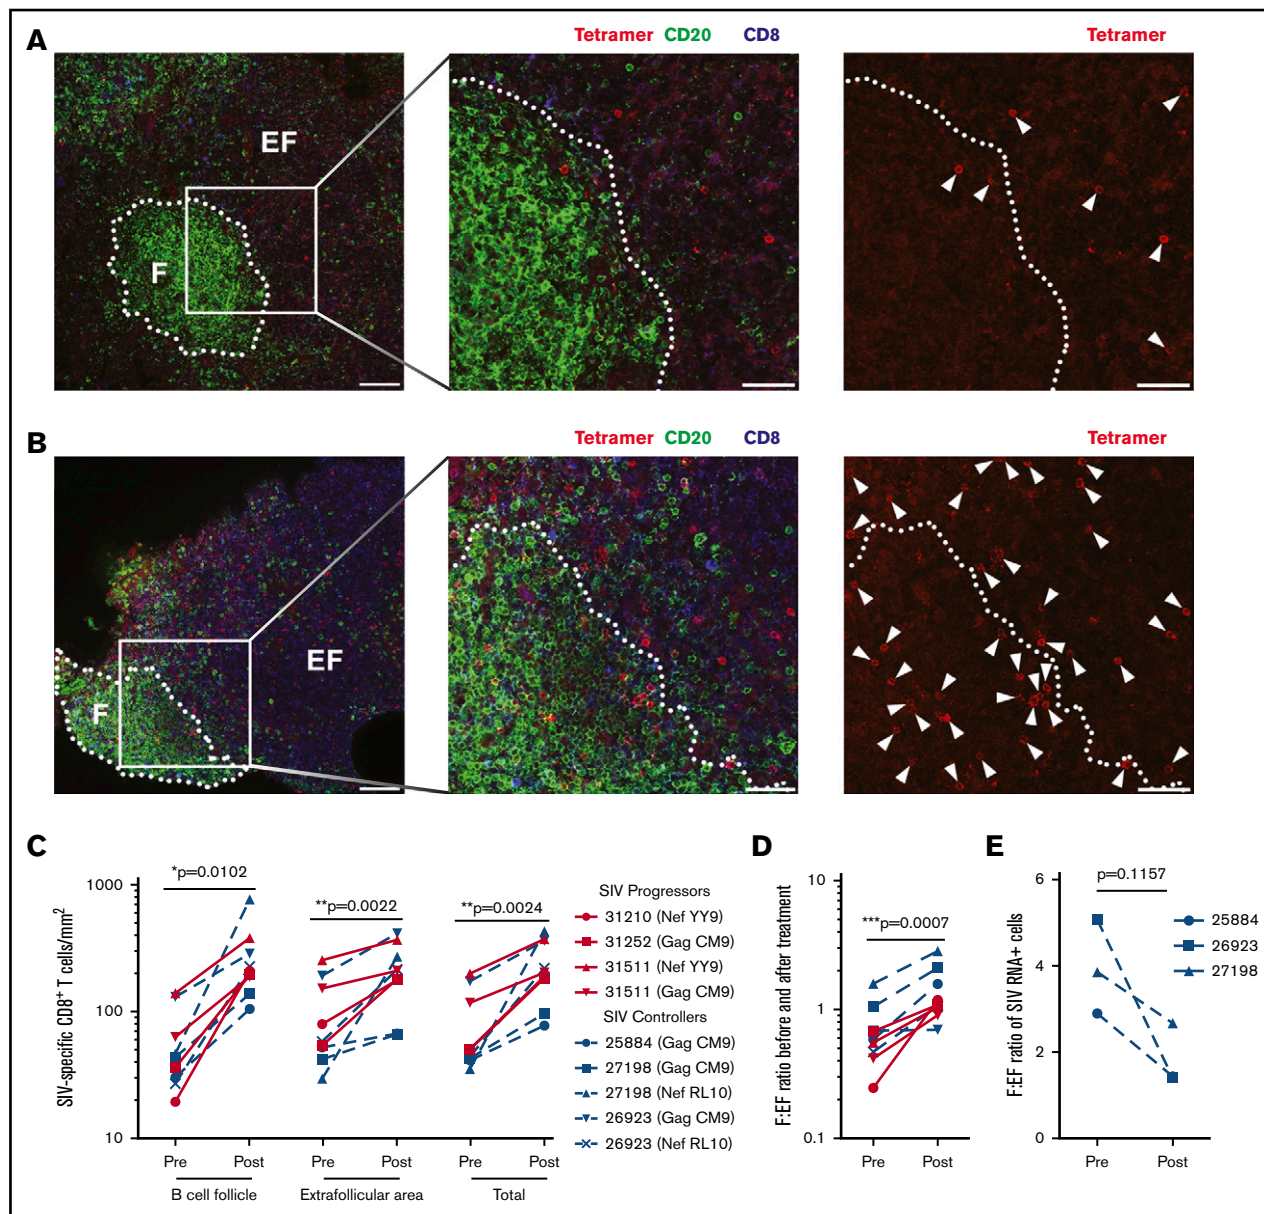 A
Tetramer CD20 CD8
Tetramer
EF
F
B
Tetramer CD20 CD8
Tetramer
EF
F
C
SIV-specific CD8+ T cells/mm2
1000
100
10
*p=0.0102
**p=0.0022
**p=0.0024
Pre Post Pre Post Pre Post
B cell follicle Extrafollicular area Total
SIV Progressors
31210 (Nef YY9)
31252 (Gag CM9)
31511 (Nef YY9)
31511 (Gag CM9)
SIV Controllers
25884 (Gag CM9)
27198 (Gag CM9)
27198 (Nef RL10)
26923 (Gag CM9)
26923 (Nef RL10)
D
F:EF ratio before and after treatment
10
1
0.1
***p=0.0007
Pre Post
E
F:EF ratio of SIV RNA+ cells
6
4
2
0
p=0.1157
Pre Post
25884
26923
27198